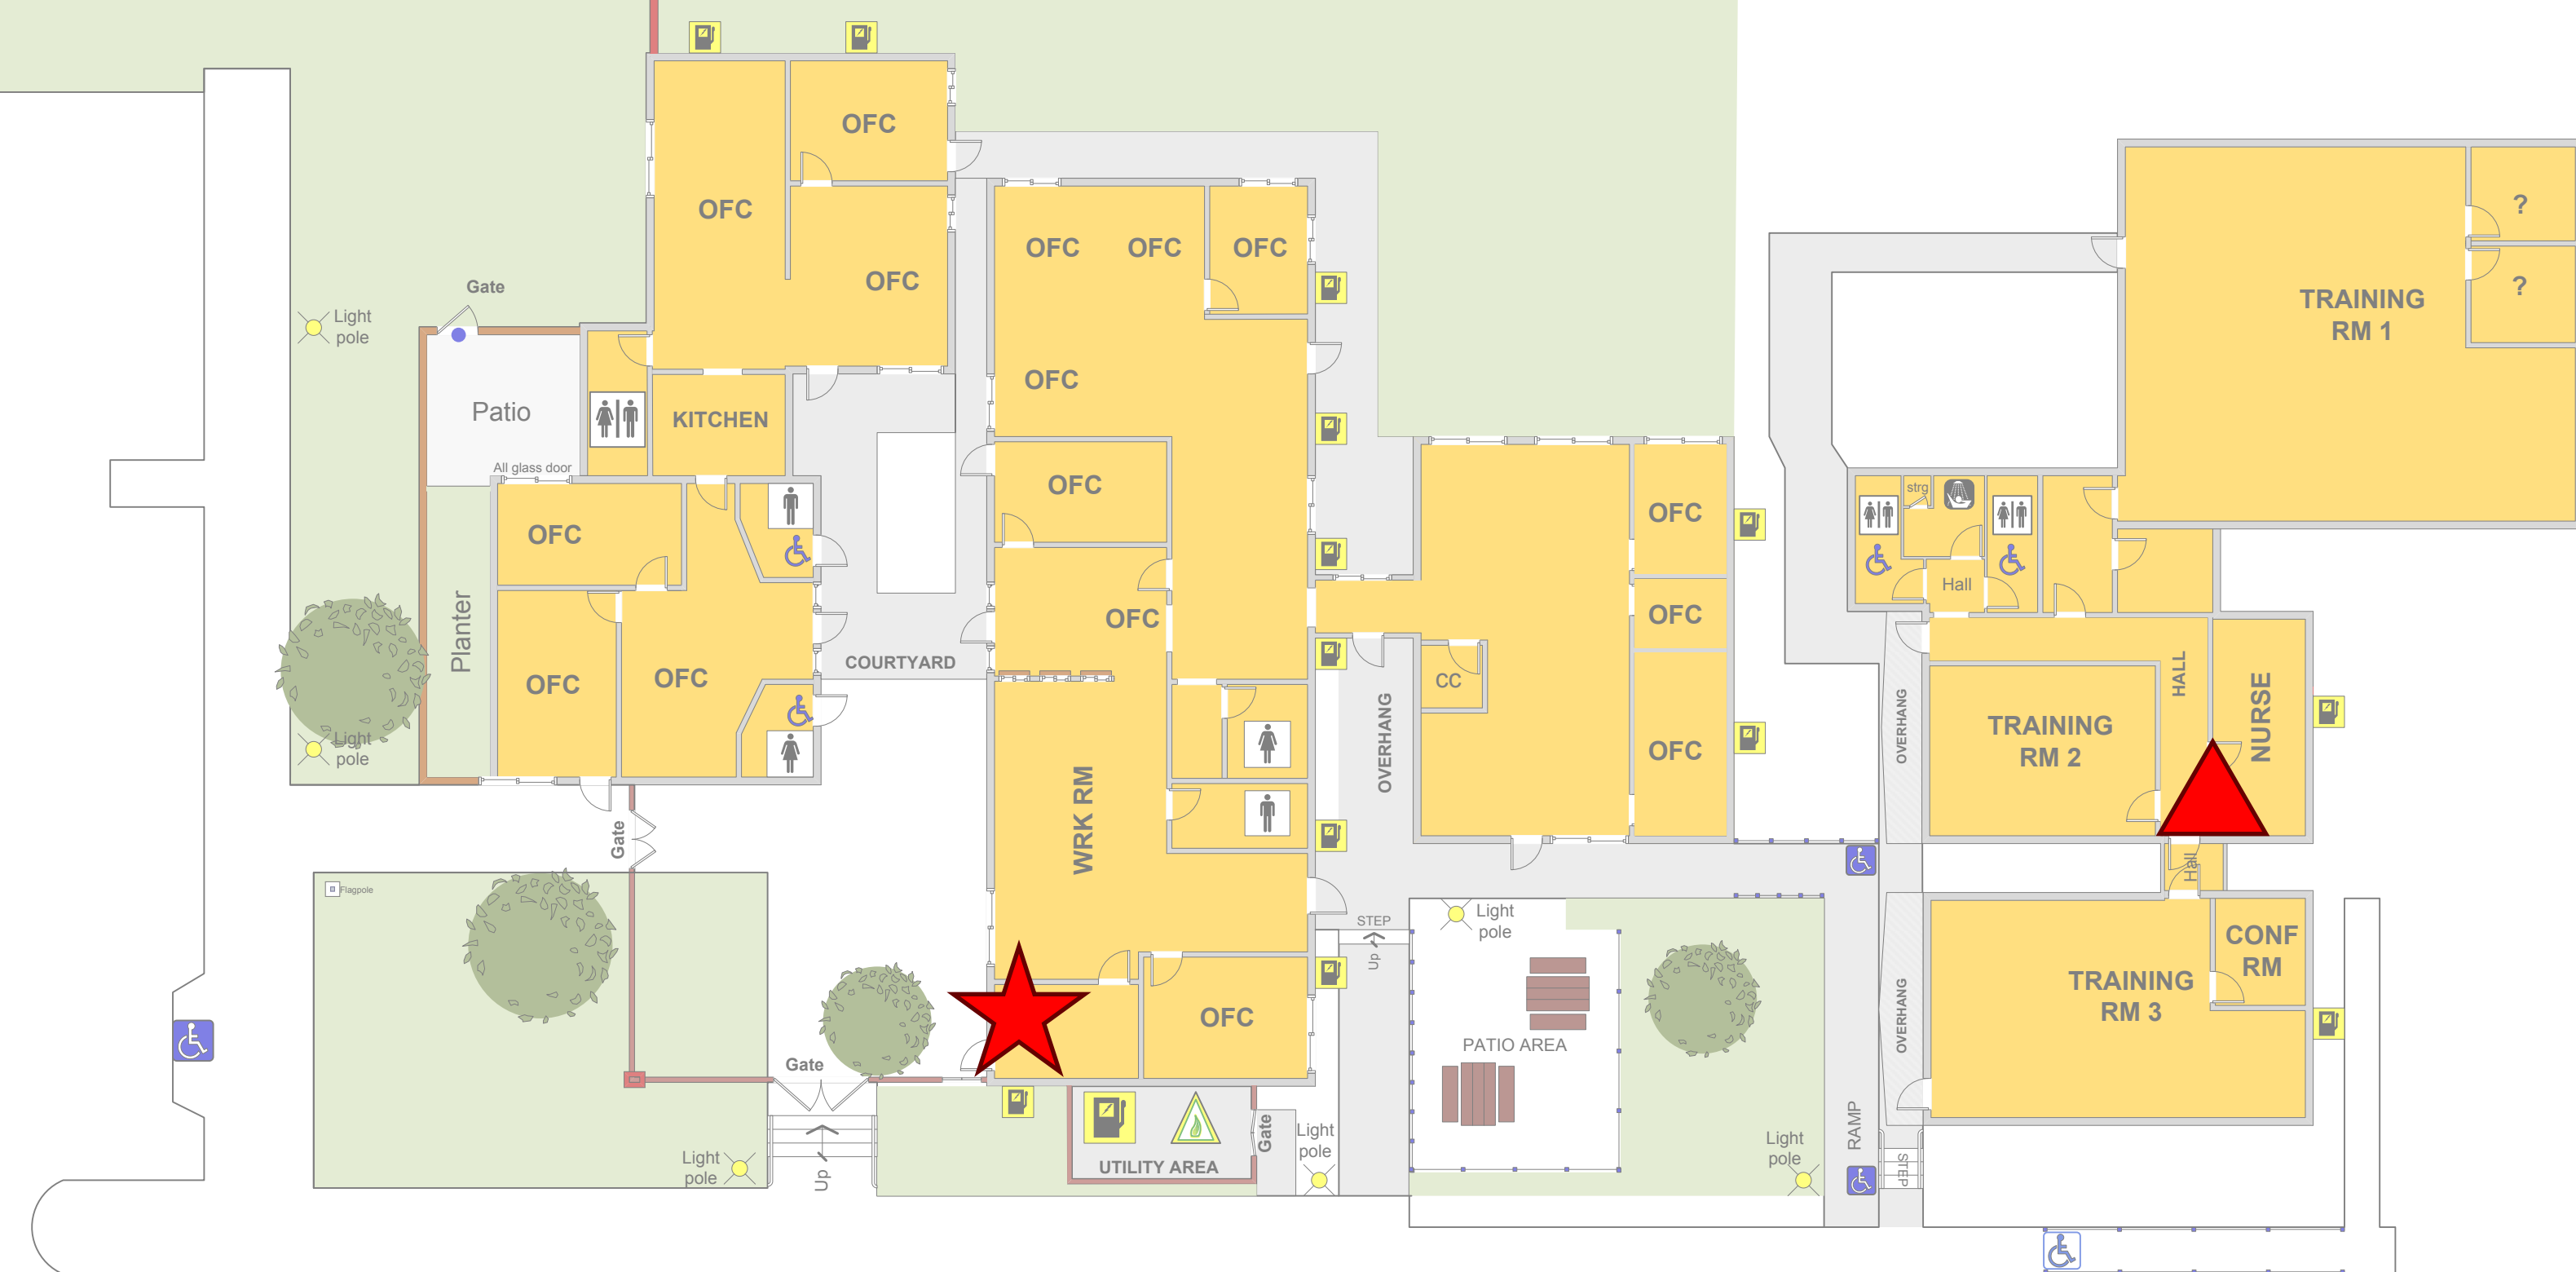 OFC
OFC
OFC
OFC
OFC
OFC
?
?
TRAINING
RM 1
Gate
Light
pole
Patio
KITCHEN
OFC
All glass door
OFC
OFC
OFC
strg
Hall
Planter
OFC
OFC
OFC
COURTYARD
OFC
OFC
CC
OFC
OVERHANG
OVERHANG
HALL
NURSE
TRAINING
RM 2
Light
pole
Gate
WRK RM
Hall
Flagpole
STEP
Up
Light
pole
CONF
RM
TRAINING
RM 3
OVERHANG
OFC
PATIO AREA
Gate
UTILITY AREA
Gate
Light
pole
Light
pole
Up
RAMP
Light
pole
STEP